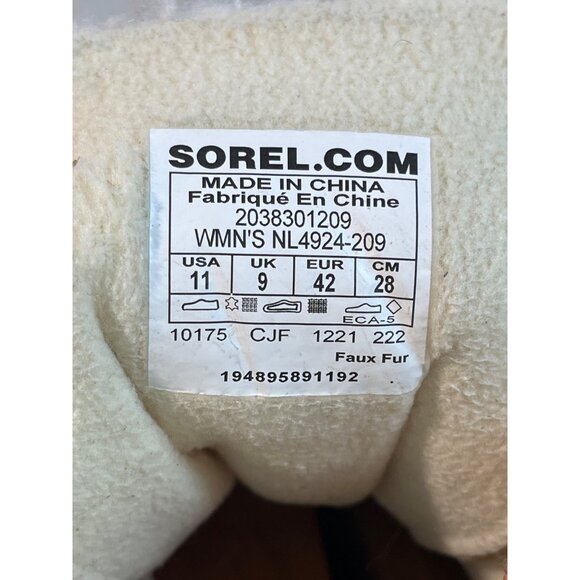 SOREL.COM
MADE IN CHINA
Fabriqué En Chine
2038301209
WMN'S NL4924-209
USA UK EUR CM
11 9 42 28
ECA-5
10175 CJF 1221 222
Faux Fur
194895891192